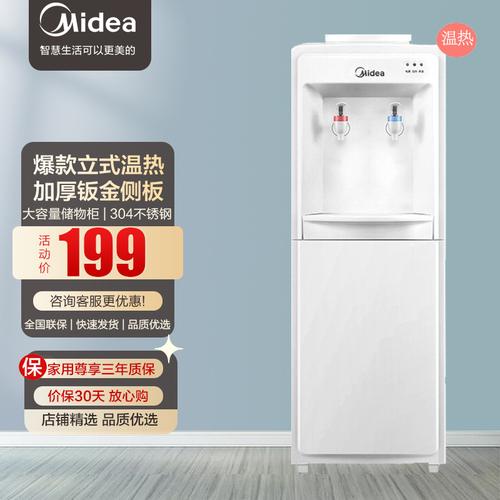 Midea
智慧生活可以更美的
温热
Midea
爆款立式温热
加厚钣金侧板
大容量储物柜|304不锈钢
活动价
199
咨询客服更优惠!
全国联保|快速发货|品质优选
保 家用尊享三年质保
价保30天 放心购
店铺精选 品质优选